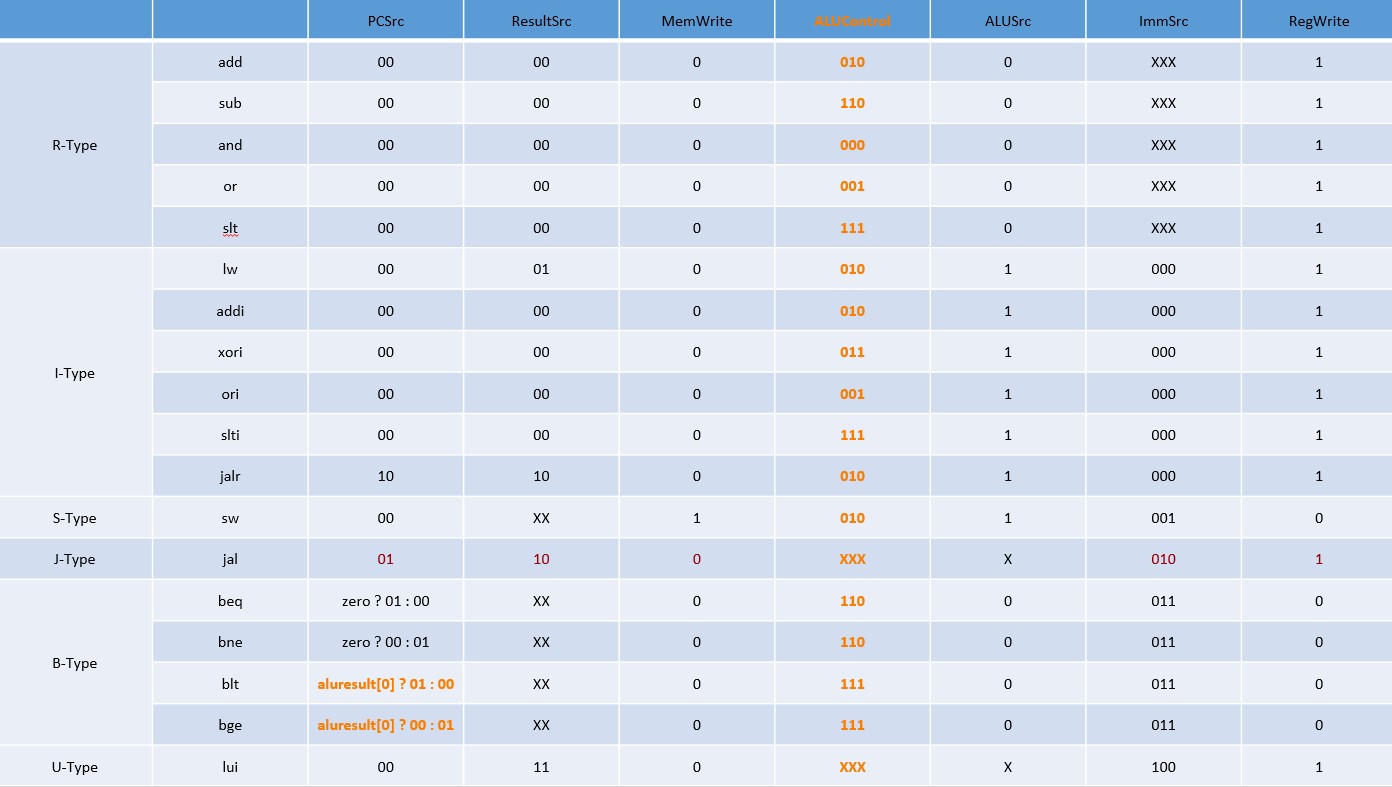 PCSrc ResultSrc MemWrite ALUControl ALUSrc ImmSrc RegWrite
R-Type
add 00 00 0 010 0 XXX 1
sub 00 00 0 110 0 XXX 1
and 00 00 0 000 0 XXX 1
or 00 00 0 001 0 XXX 1
slt 00 00 0 111 0 XXX 1
I-Type
lw 00 01 0 010 1 000 1
addi 00 00 0 010 1 000 1
xori 00 00 0 011 1 000 1
ori 00 00 0 001 1 000 1
slti 00 00 0 111 1 000 1
jalr 10 10 0 010 1 000 1
S-Type sw 00 XX 1 010 1 001 0
J-Type jal 01 10 0 XXX X 010 1
B-Type
beq zero ? 01 : 00 XX 0 110 0 011 0
bne zero ? 00 : 01 XX 0 110 0 011 0
blt aluresult[0] ? 01 : 00 XX 0 111 0 011 0
bge aluresult[0] ? 00 : 01 XX 0 111 0 011 0
U-Type lui 00 11 0 XXX X 100 1